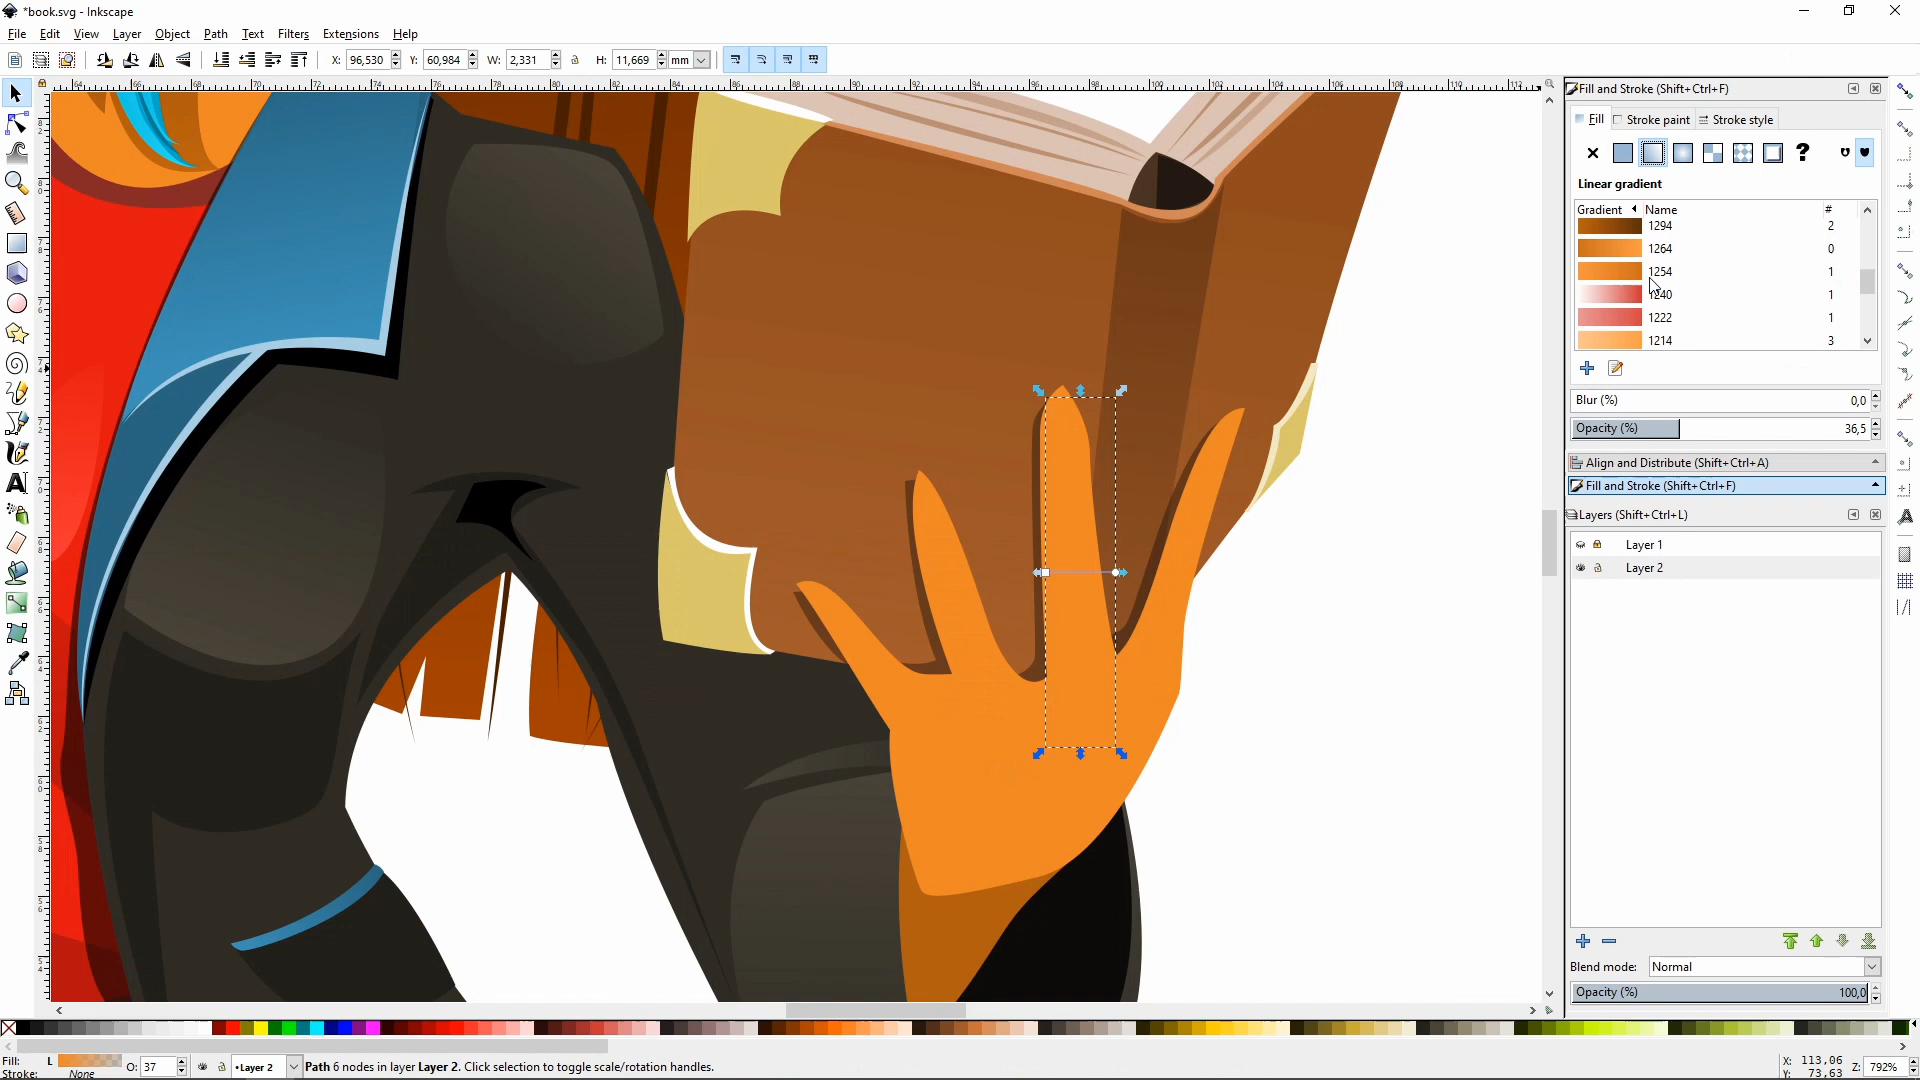 *book.svg - Inkscape
File Edit View Layer Object Path Text Filters Extensions Help
X: 96,530 Y: 60,984 W: 2,331 H: 11,669 mm
Fill and Stroke (Shift+Ctrl+F)
Fill Stroke paint Stroke style
?
Linear gradient
Gradient Name #
1294 2
1264 0
1254 1
1240 1
1222 1
1214 3
Blur (%) 0,0
Opacity (%) 36,5
Align and Distribute (Shift+Ctrl+A)
Fill and Stroke (Shift+Ctrl+F)
Layers (Shift+Ctrl+L)
Layer 1
Layer 2
Blend mode: Normal
Opacity (%) 100,0
Fill: L O: 37 •Layer 2 Path 6 nodes in layer Layer 2. Click selection to toggle scale/rotation handles. X: 113,06 Z: 792%
Stroke: None Y: 73,63